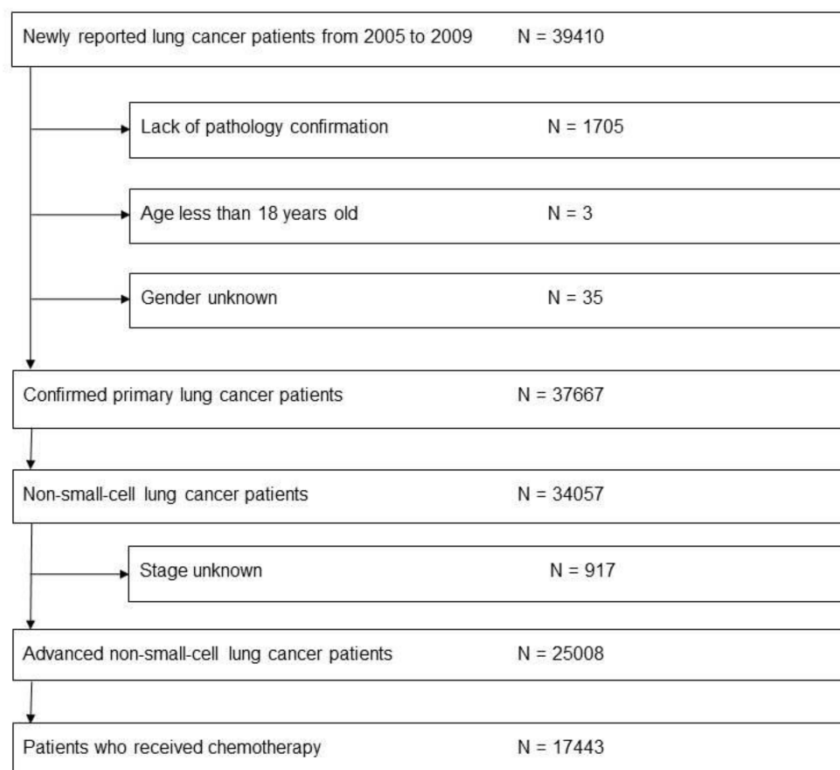 Newly reported lung cancer patients from 2005 to 2009 N = 39410
Lack of pathology confirmation N = 1705
Age less than 18 years old N = 3
Gender unknown N = 35
Confirmed primary lung cancer patients N = 37667
Non-small-cell lung cancer patients N = 34057
Stage unknown N = 917
Advanced non-small-cell lung cancer patients N = 25008
Patients who received chemotherapy N = 17443